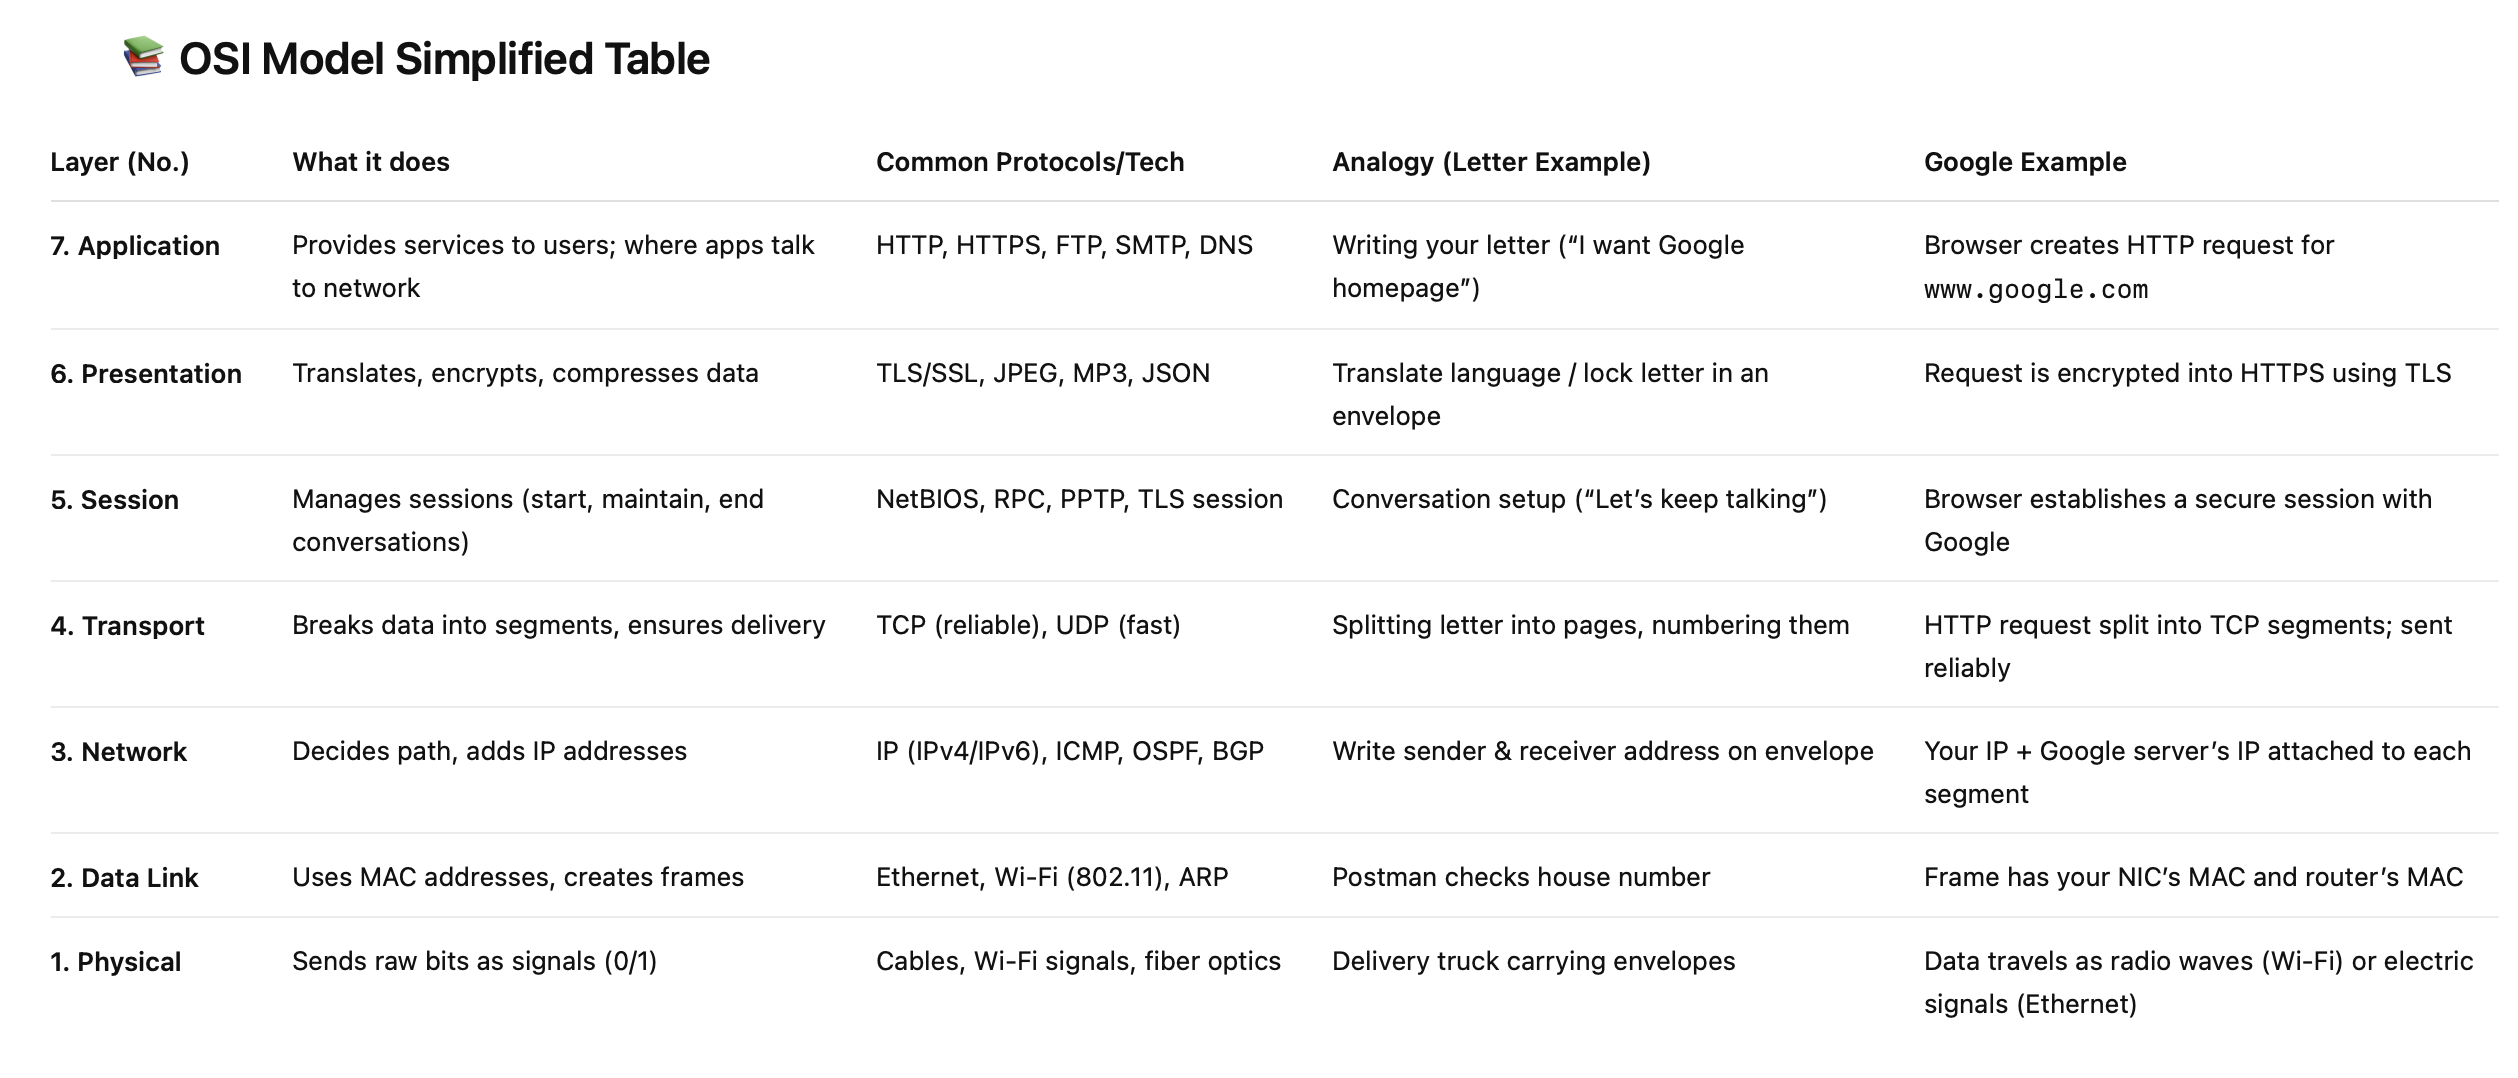 📚 OSI Model Simplified Table
Layer (No.) What it does Common Protocols/Tech Analogy (Letter Example) Google Example
7. Application Provides services to users; where apps talk HTTP, HTTPS, FTP, SMTP, DNS Writing your letter (“I want Google Browser creates HTTP request for
to network homepage”) www.google.com
6. Presentation Translates, encrypts, compresses data TLS/SSL, JPEG, MP3, JSON Translate language / lock letter in an Request is encrypted into HTTPS using TLS
envelope
5. Session Manages sessions (start, maintain, end NetBIOS, RPC, PPTP, TLS session Conversation setup (“Let’s keep talking”) Browser establishes a secure session with
conversations) Google
4. Transport Breaks data into segments, ensures delivery TCP (reliable), UDP (fast) Splitting letter into pages, numbering them HTTP request split into TCP segments; sent
reliably
3. Network Decides path, adds IP addresses IP (IPv4/IPv6), ICMP, OSPF, BGP Write sender & receiver address on envelope Your IP + Google server’s IP attached to each
segment
2. Data Link Uses MAC addresses, creates frames Ethernet, Wi-Fi (802.11), ARP Postman checks house number Frame has your NIC’s MAC and router’s MAC
1. Physical Sends raw bits as signals (0/1) Cables, Wi-Fi signals, fiber optics Delivery truck carrying envelopes Data travels as radio waves (Wi-Fi) or electric
signals (Ethernet)